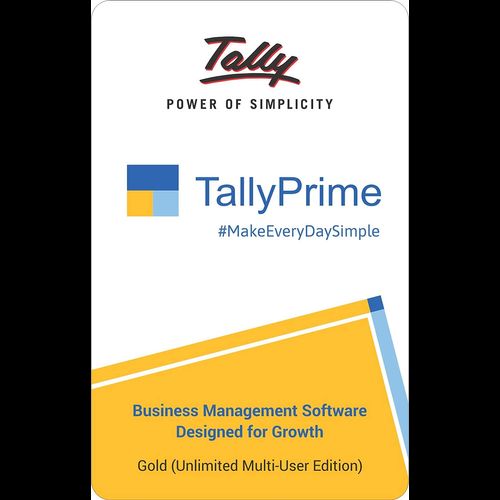 Tally
POWER OF SIMPLICITY
TallyPrime
#MakeEveryDaySimple
Business Management Software
Designed for Growth
Gold (Unlimited Multi-User Edition)